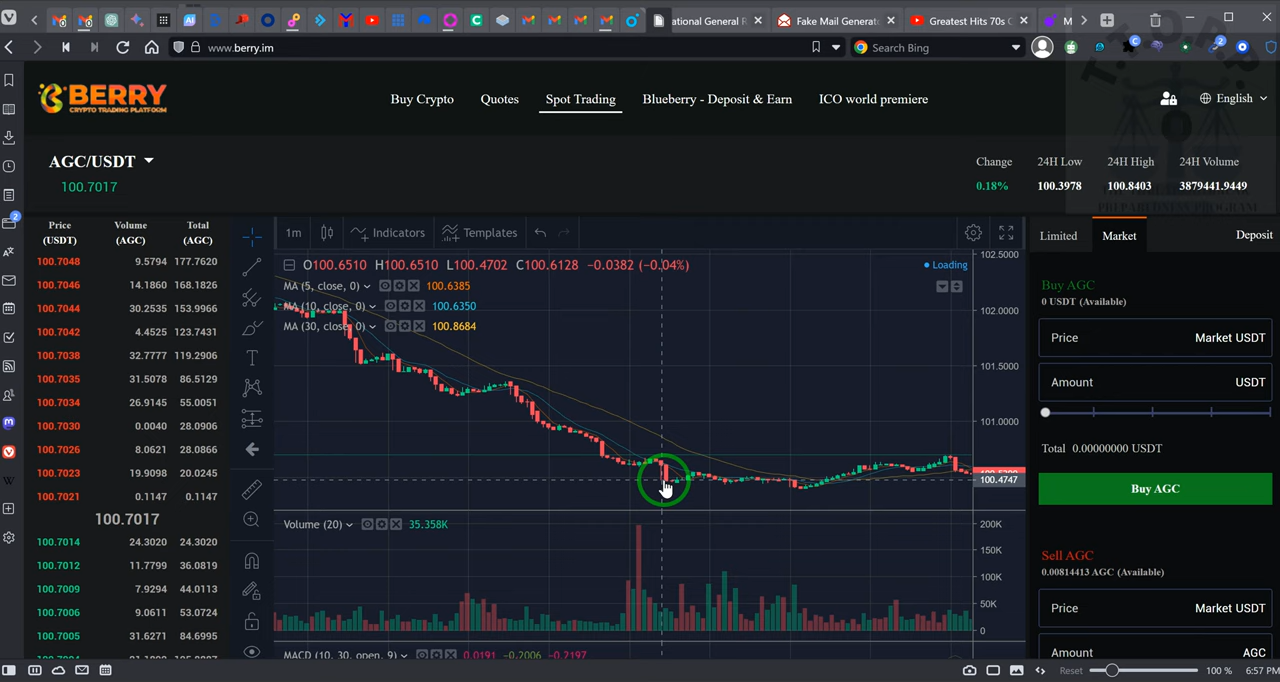 ational General R
Fake Mail Generat
Greatest Hits 70s
M
www.berry.im
Search Bing
T.H.O.R.P.
BERRY
CRYPTO TRADING PLATFOORM
Buy Crypto
Quotes
Spot Trading
Blueberry - Deposit & Earn
ICO world premiere
English
AGC/USDT
100.7017
Change
24H Low
24H High
24H Volume
0.18%
100.3978
100.8403
3879441.9449
PREPAREDNESS PROGRAM
Price Volume Total
(USDT) (AGC) (AGC)
100.7048 9.5794 177.7620
100.7046 14.1860 168.1826
100.7044 30.2535 153.9966
100.7042 4.4525 123.7431
100.7038 32.7777 119.2906
100.7035 31.5078 86.5129
100.7034 26.9145 55.0051
100.7030 0.0040 28.0906
100.7026 8.0621 28.0866
100.7023 19.9098 20.0245
100.7021 0.1147 0.1147
100.7017
100.7014 24.3020 24.3020
100.7012 11.7799 36.0819
100.7009 7.9294 44.0113
100.7006 9.0611 53.0724
100.7005 31.6271 84.6995
1m
Indicators
Templates
O100.6510 H100.6510 L100.4702 C100.6128 -0.0382 (-0.04%)
Loading
MA (5, close, 0) 100.6385
MA (10, close, 0) 100.6350
MA (30, close, 0) 100.8684
102.5000
102.0000
101.5000
101.0000
100.4747
Volume (20) 35.358K
200K
150K
100K
50K
0
MACD (10, 30, open, 9) 0.0191 -0.2006 -0.2197
Limited
Market
Deposit
Buy AGC
0 USDT (Available)
Price Market USDT
Amount USDT
Total 0.00000000 USDT
Buy AGC
Sell AGC
0.00814413 AGC (Available)
Price Market USDT
Amount AGC
Reset
100 %
6:57 PM